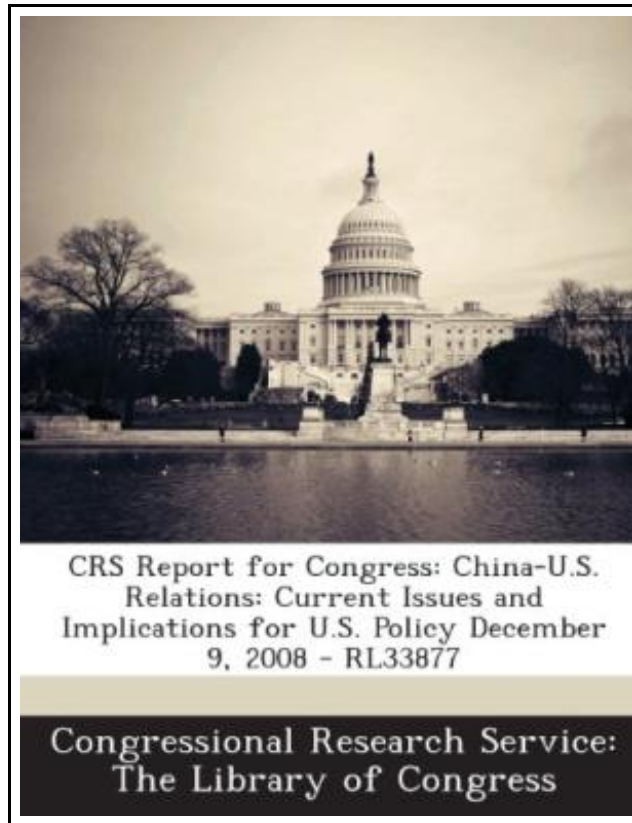 CRS Report for Congress: China-U.S.
Relations: Current Issues and
Implications for U.S. Policy December
9, 2008 - RL33877
Congressional Research Service:
The Library of Congress